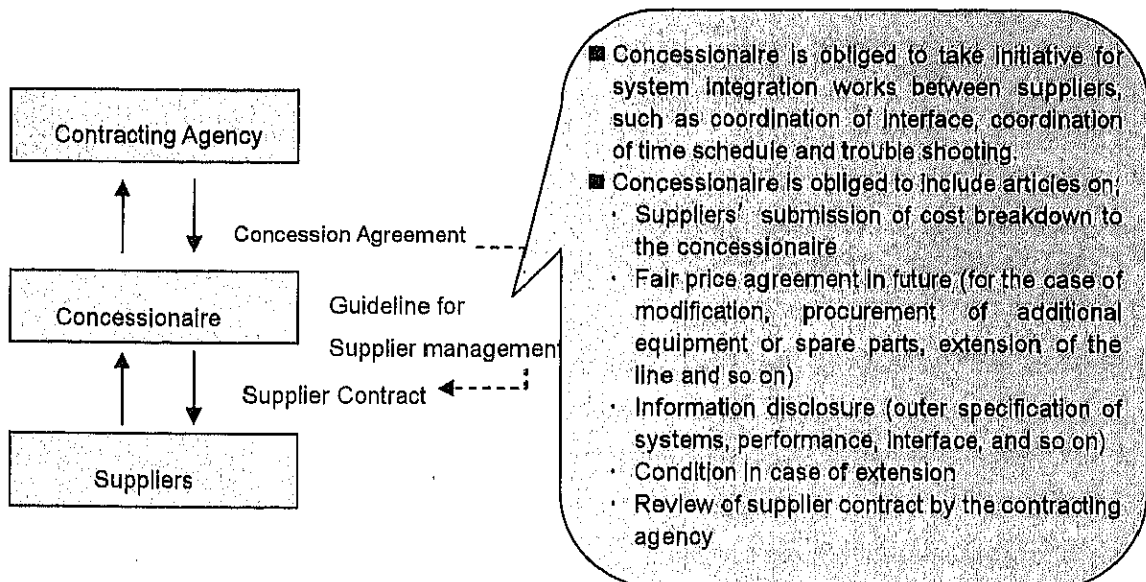 Contracting Agency
Concession Agreement
Concessionaire
Guideline for
Supplier management
Supplier Contract
Suppliers
■ Concessionaire is obliged to take initiative for
system integration works between suppliers,
such as coordination of interface, coordination
of time schedule and trouble shooting.
■ Concessionaire is obliged to include articles on;
· Suppliers' submission of cost breakdown to
the concessionaire
· Fair price agreement in future (for the case of
modification, procurement of additional
equipment or spare parts, extension of the
line and so on)
· Information disclosure (outer specification of
systems, performance, interface, and so on)
· Condition in case of extension
· Review of supplier contract by the contracting
agency